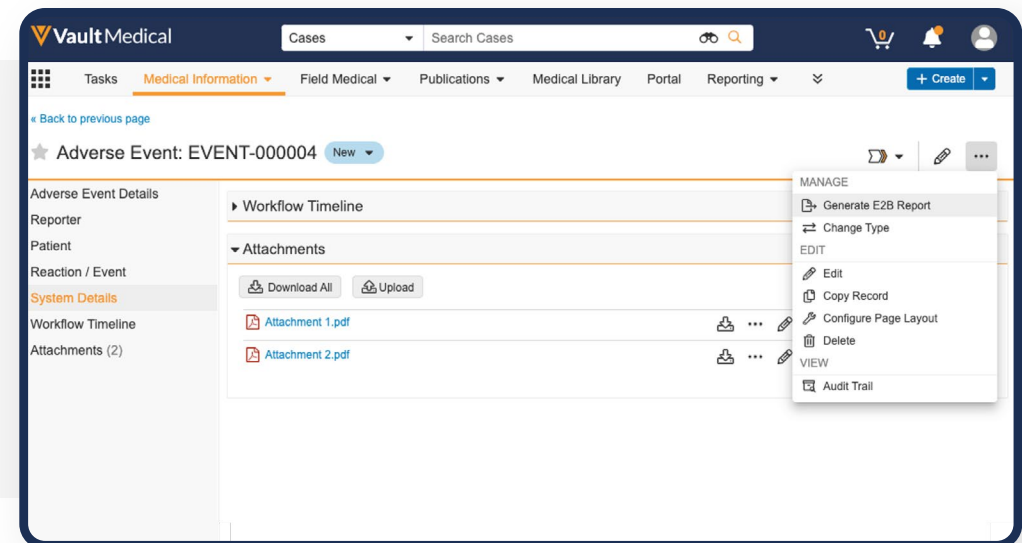 Vault Medical
Cases
Search Cases
0
Tasks
Medical Information
Field Medical
Publications
Medical Library
Portal
Reporting
+ Create
« Back to previous page
Adverse Event: EVENT-000004
New
Adverse Event Details
Reporter
Patient
Reaction / Event
System Details
Workflow Timeline
Attachments (2)
Workflow Timeline
Attachments
Download All
Upload
Attachment 1.pdf
Attachment 2.pdf
MANAGE
Generate E2B Report
Change Type
EDIT
Edit
Copy Record
Configure Page Layout
Delete
VIEW
Audit Trail